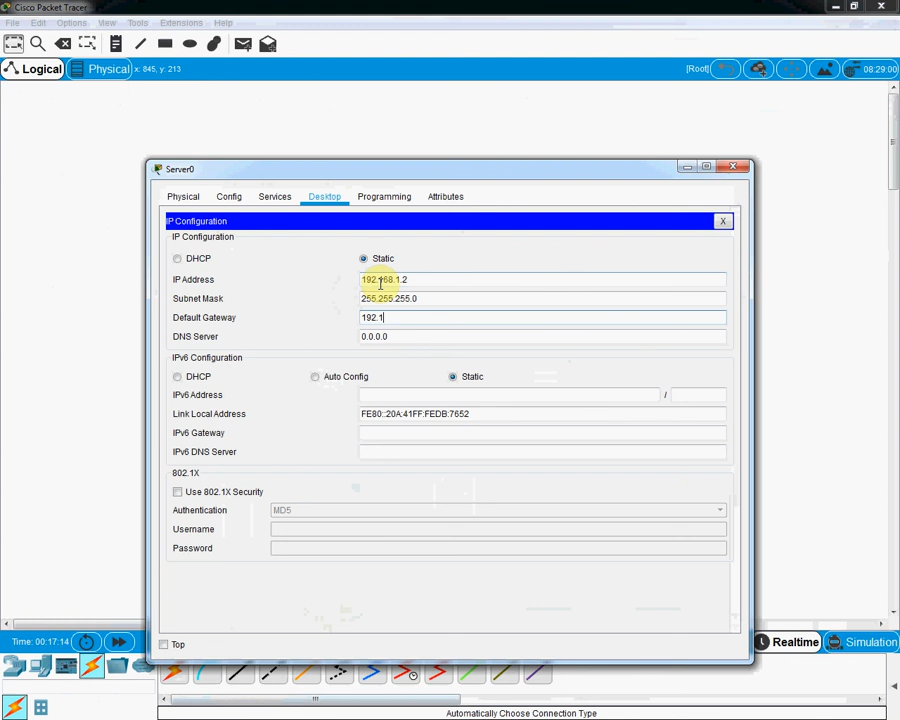 Cisco Packet Tracer
File Edit Options View Tools Extensions Help
Logical Physical x: 845, y: 213 [Root] 08:29:00
Server0
Physical Config Services Desktop Programming Attributes
IP Configuration X
IP Configuration
DHCP Static
IP Address 192.168.1.2
Subnet Mask 255.255.255.0
Default Gateway 192.1
DNS Server 0.0.0.0
IPv6 Configuration
DHCP Auto Config Static
IPv6 Address /
Link Local Address FE80::20A:41FF:FEDB:7652
IPv6 Gateway
IPv6 DNS Server
802.1X
Use 802.1X Security
Authentication MD5
Username
Password
Time: 00:17:14 Top Realtime Simulation
Automatically Choose Connection Type